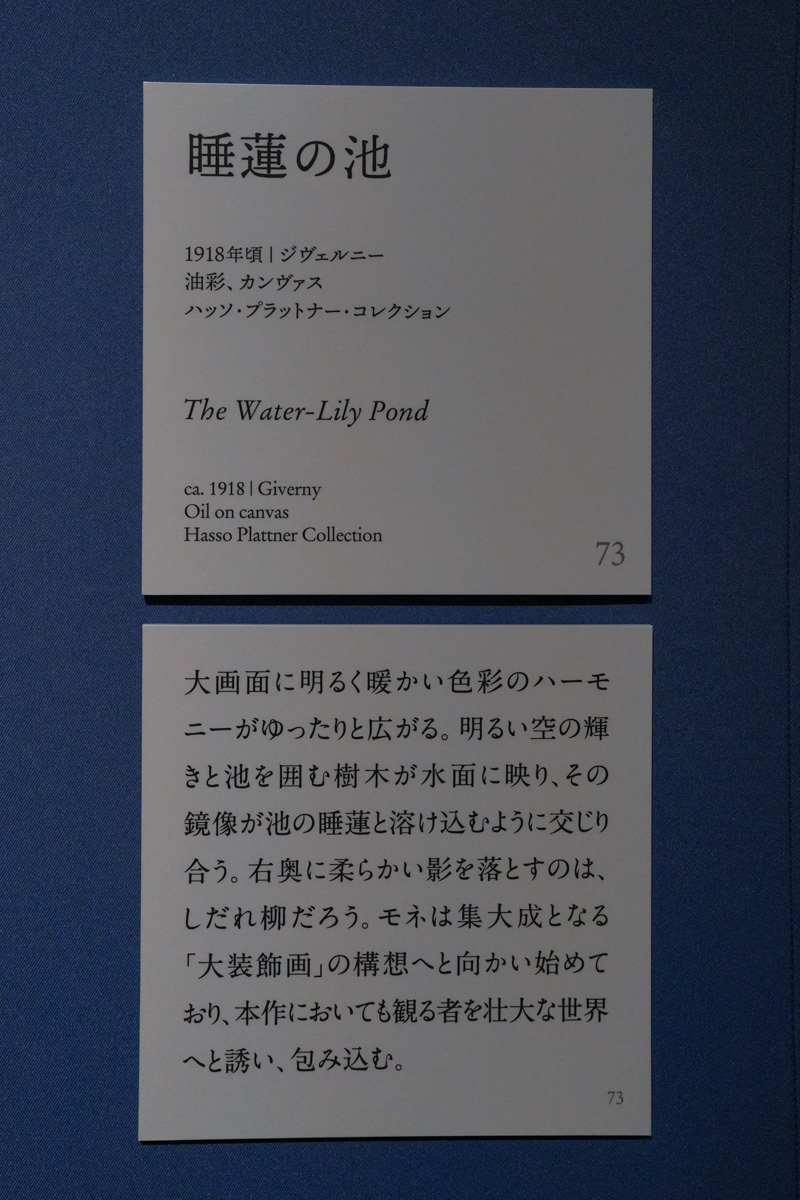 睡蓮の池
1918年頃 | ジヴェルニー
油彩、カンヴァス
ハッソ・プラットナー・コレクション
The Water-Lily Pond
ca. 1918 | Giverny
Oil on canvas
Hasso Plattner Collection
73
大画面に明るく暖かい色彩のハーモ
ニーがゆったりと広がる。明るい空の輝
きと池を囲む樹木が水面に映り、その
鏡像が池の睡蓮と溶け込むように交じり
合う。右奥に柔らかい影を落とすのは、
しだれ柳だろう。モネは集大成となる
「大装飾画」の構想へと向かい始めて
おり、本作においても観る者を壮大な世界
へと誘い、包み込む。
73